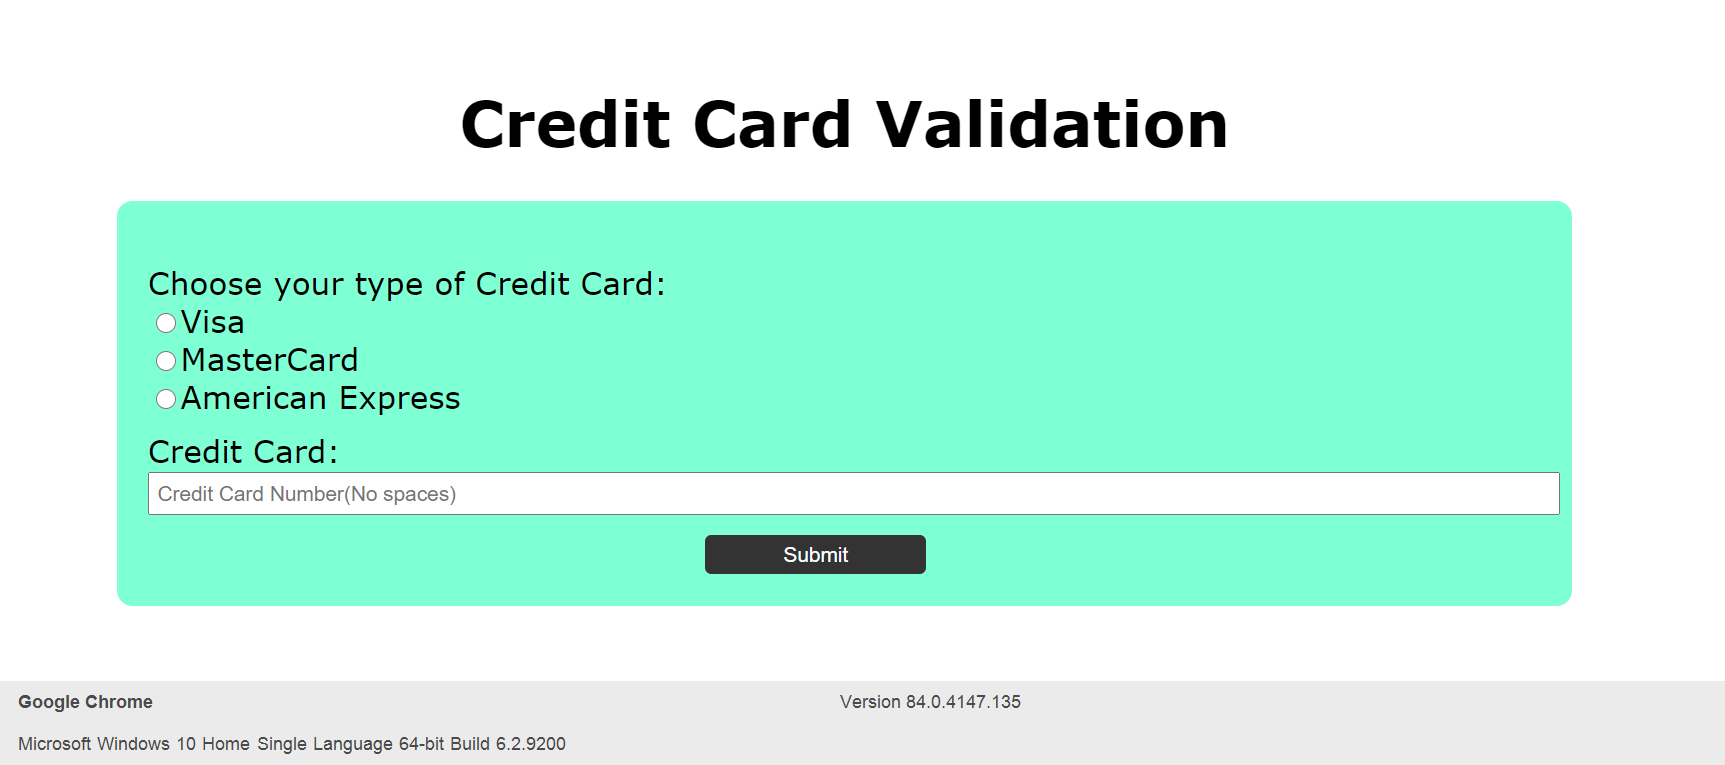 Credit Card Validation
Choose your type of Credit Card:
Visa
MasterCard
American Express
Credit Card:
Credit Card Number(No spaces)
Submit
Google Chrome Version 84.0.4147.135
Microsoft Windows 10 Home Single Language 64-bit Build 6.2.9200